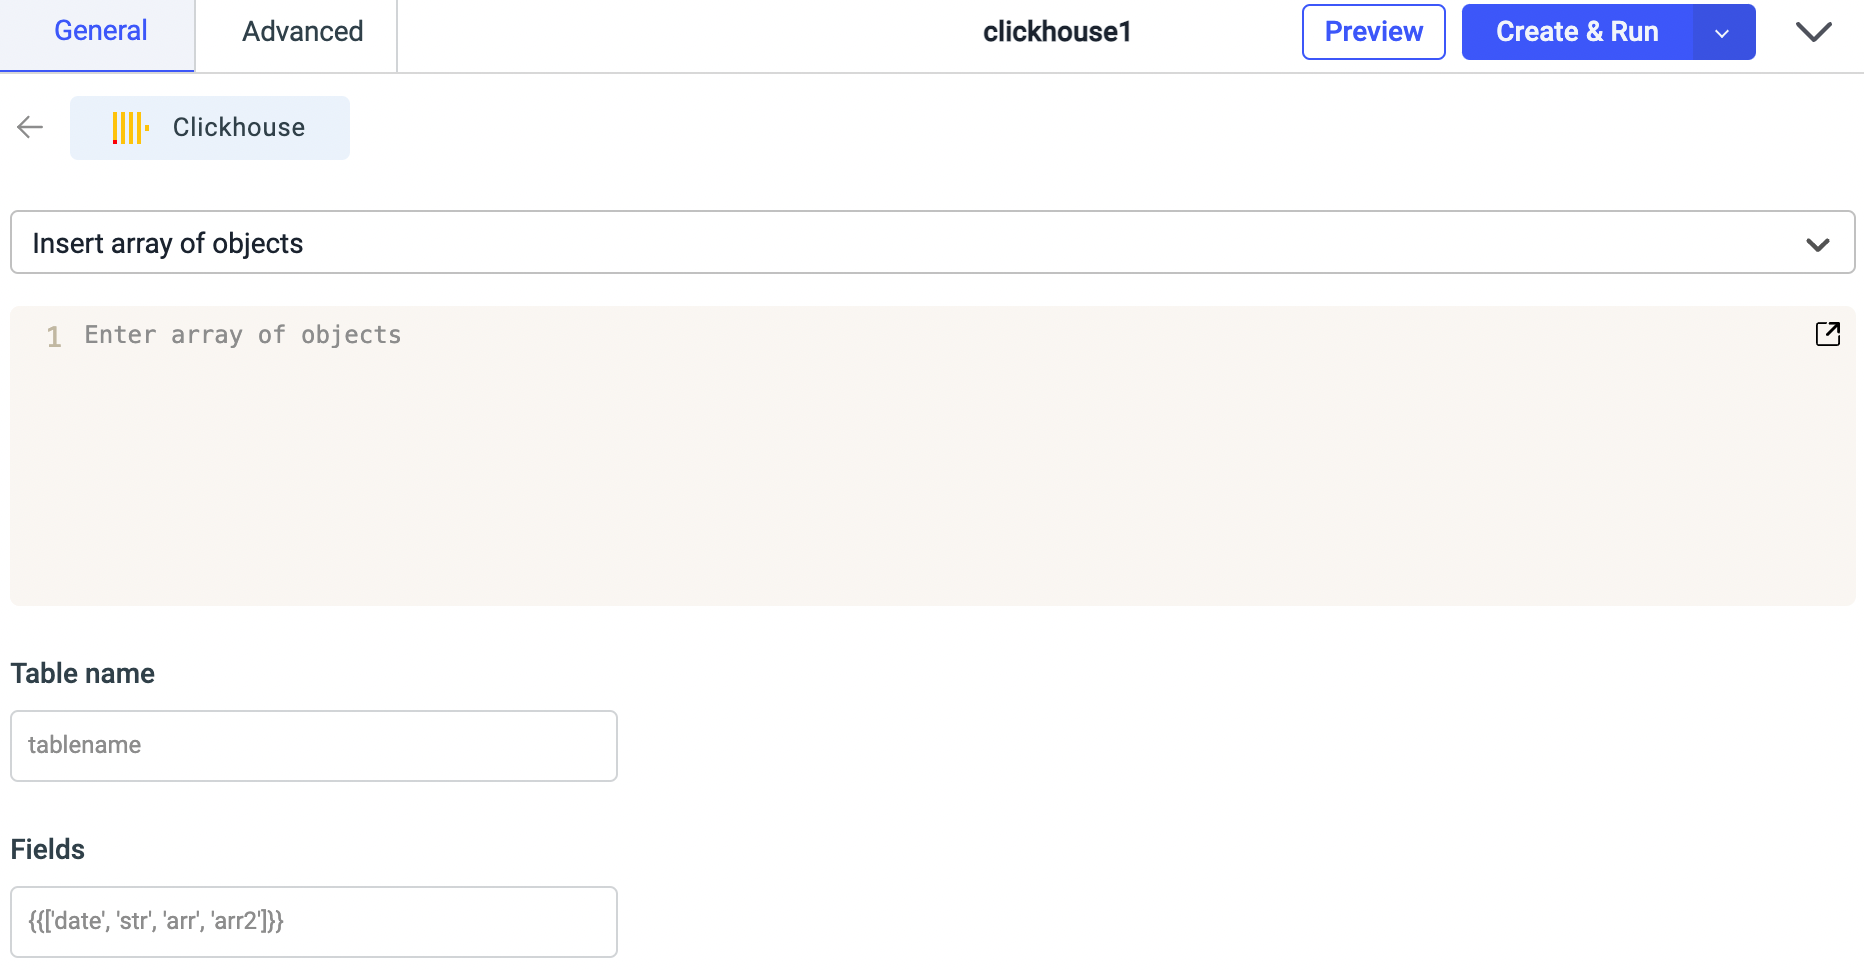 General
Advanced
clickhouse1
Preview
Create & Run
Clickhouse
Insert array of objects
1 Enter array of objects
Table name
tablename
Fields
{{['date', 'str', 'arr', 'arr2']}}